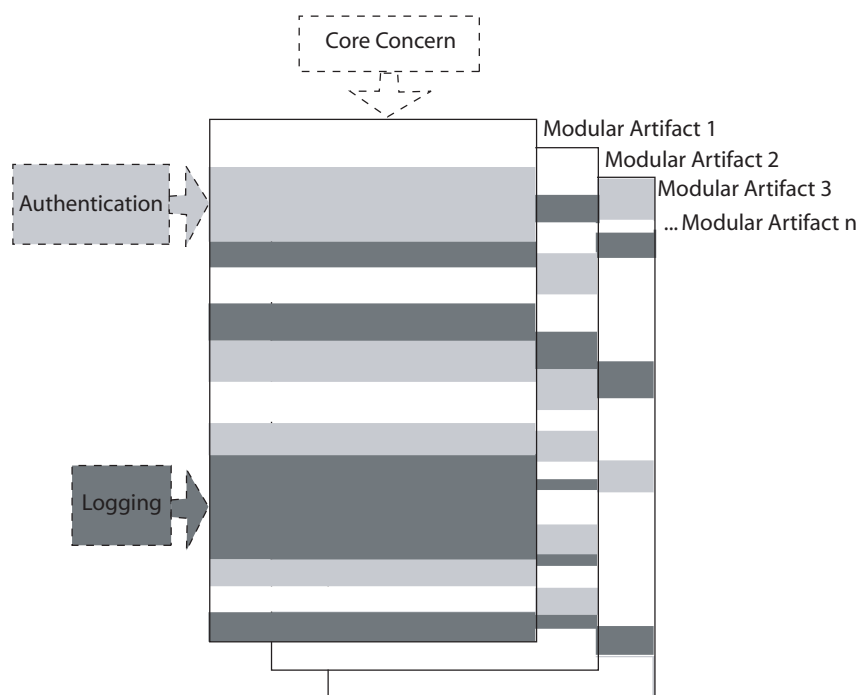 Core Concern
Modular Artifact 1
Modular Artifact 2
Modular Artifact 3
... Modular Artifact n
Authentication
Logging